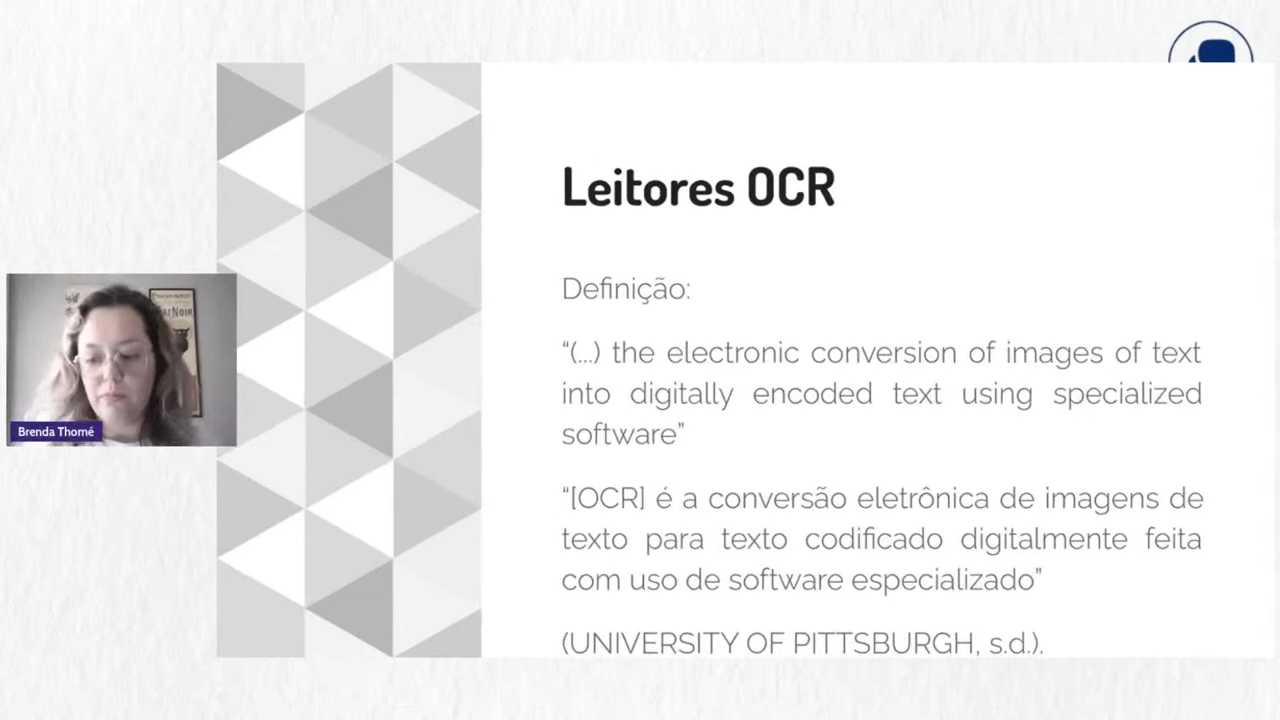 Leitores OCR
Definição:
“(...) the electronic conversion of images of text
into digitally encoded text using specialized
software”
“[OCR] é a conversão eletrônica de imagens de
texto para texto codificado digitalmente feita
com uso de software especializado”
(UNIVERSITY OF PITTSBURGH, s.d.).
Brenda Thomé